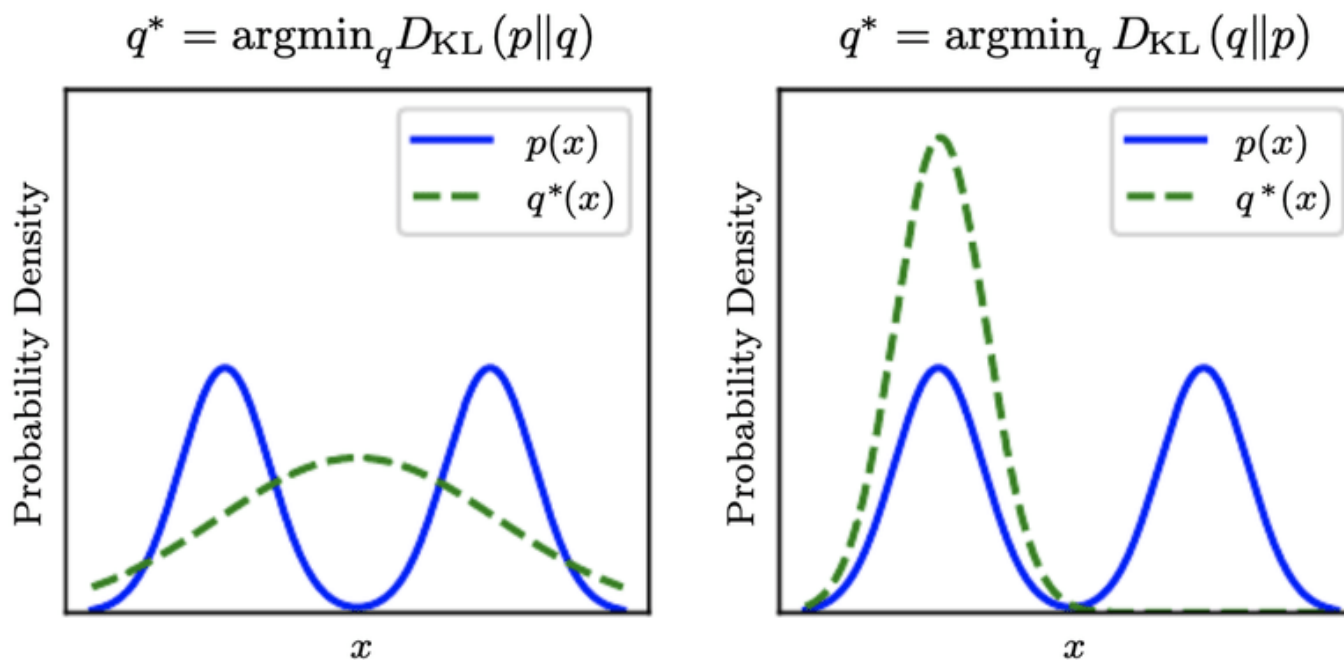 q* = argmin_q D_KL (p‖q)
Probability Density
p(x)
q*(x)
x
q* = argmin_q D_KL (q‖p)
Probability Density
p(x)
q*(x)
x